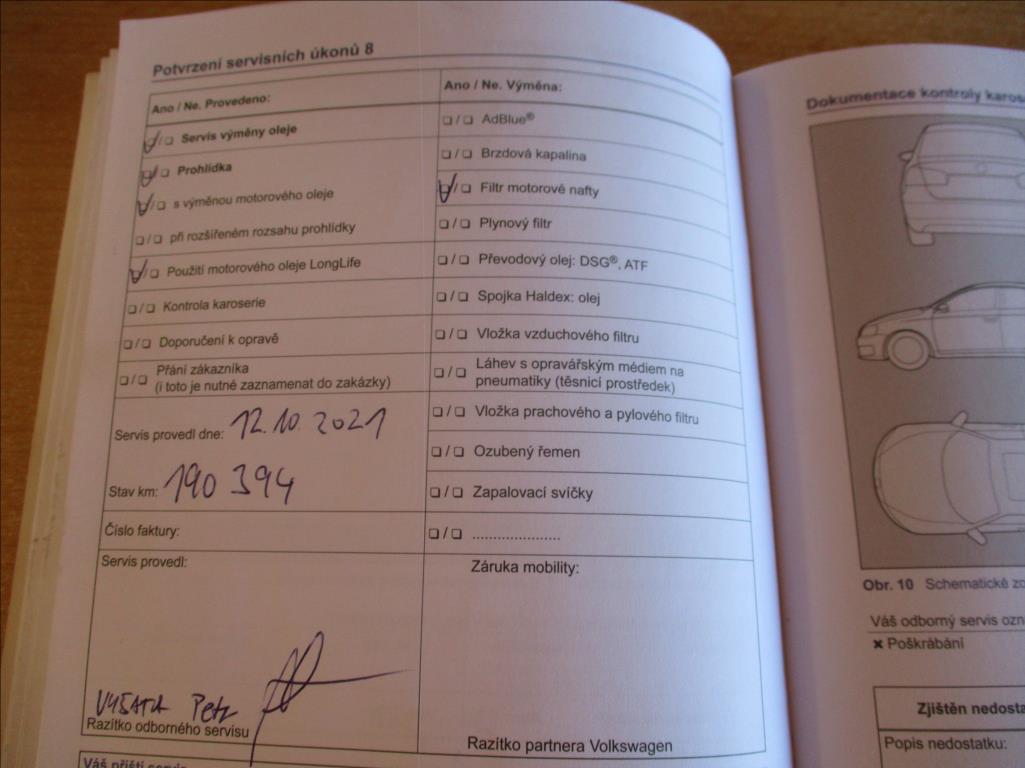 Potvrzení servisních úkonů 8
Ano / Ne. Provedeno:
❏ / ❏ Servis výměny oleje
❏ / ❏ Prohlídka
❏ / ❏ s výměnou motorového oleje
❏ / ❏ při rozšířeném rozsahu prohlídky
❏ / ❏ Použití motorového oleje LongLife
❏ / ❏ Kontrola karoserie
❏ / ❏ Doporučení k opravě
❏ / ❏ Přání zákazníka
(i toto je nutné zaznamenat do zakázky)
Servis provedl dne: 12.10. 2021
Stav km: 190 394
Číslo faktury:
Servis provedl:
Petr
Razítko odborného servisu
Ano / Ne. Výměna:
❏ / ❏ AdBlue®
❏ / ❏ Brzdová kapalina
❏ / ❏ Filtr motorové nafty
❏ / ❏ Plynový filtr
❏ / ❏ Převodový olej: DSG®, ATF
❏ / ❏ Spojka Haldex: olej
❏ / ❏ Vložka vzduchového filtru
❏ / ❏ Láhev s opravářským médiem na
pneumatiky (těsnicí prostředek)
❏ / ❏ Vložka prachového a pylového filtru
❏ / ❏ Ozubený řemen
❏ / ❏ Zapalovací svíčky
❏ / ❏ .....................
Záruka mobility:
Razítko partnera Volkswagen
Váš příští servis
Dokumentace kontroly karos
Obr. 10 Schematické zo
Váš odborný servis ozn
✖ Poškrábání
Zjištěn nedosta
Popis nedostatku: